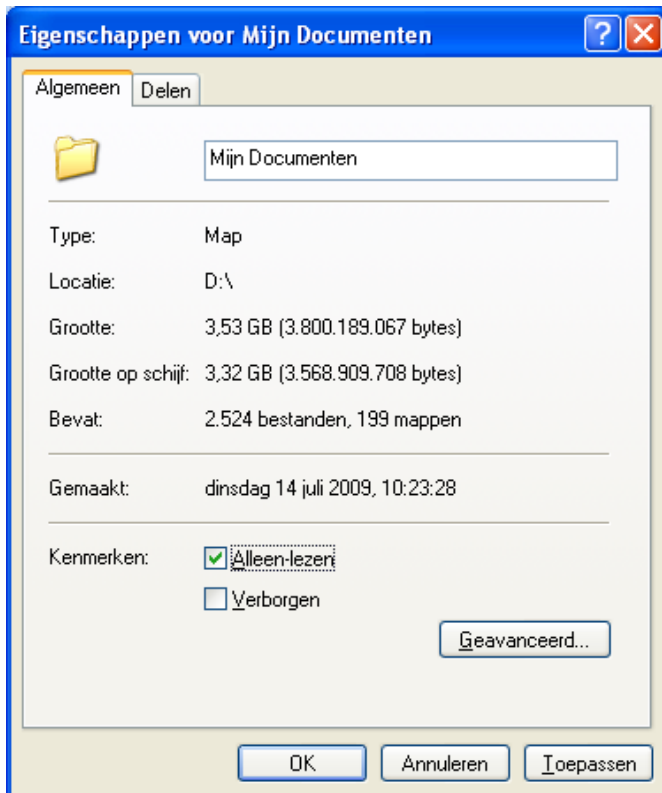 Eigenschappen voor Mijn Documenten
Algemeen Delen
Mijn Documenten
Type: Map
Locatie: D:\
Grootte: 3,53 GB (3.800.189.067 bytes)
Grootte op schijf: 3,32 GB (3.568.909.708 bytes)
Bevat: 2.524 bestanden, 199 mappen
Gemaakt: dinsdag 14 juli 2009, 10:23:28
Kenmerken: Alleen-lezen
Verborgen
Geavanceerd...
OK Annuleren Toepassen